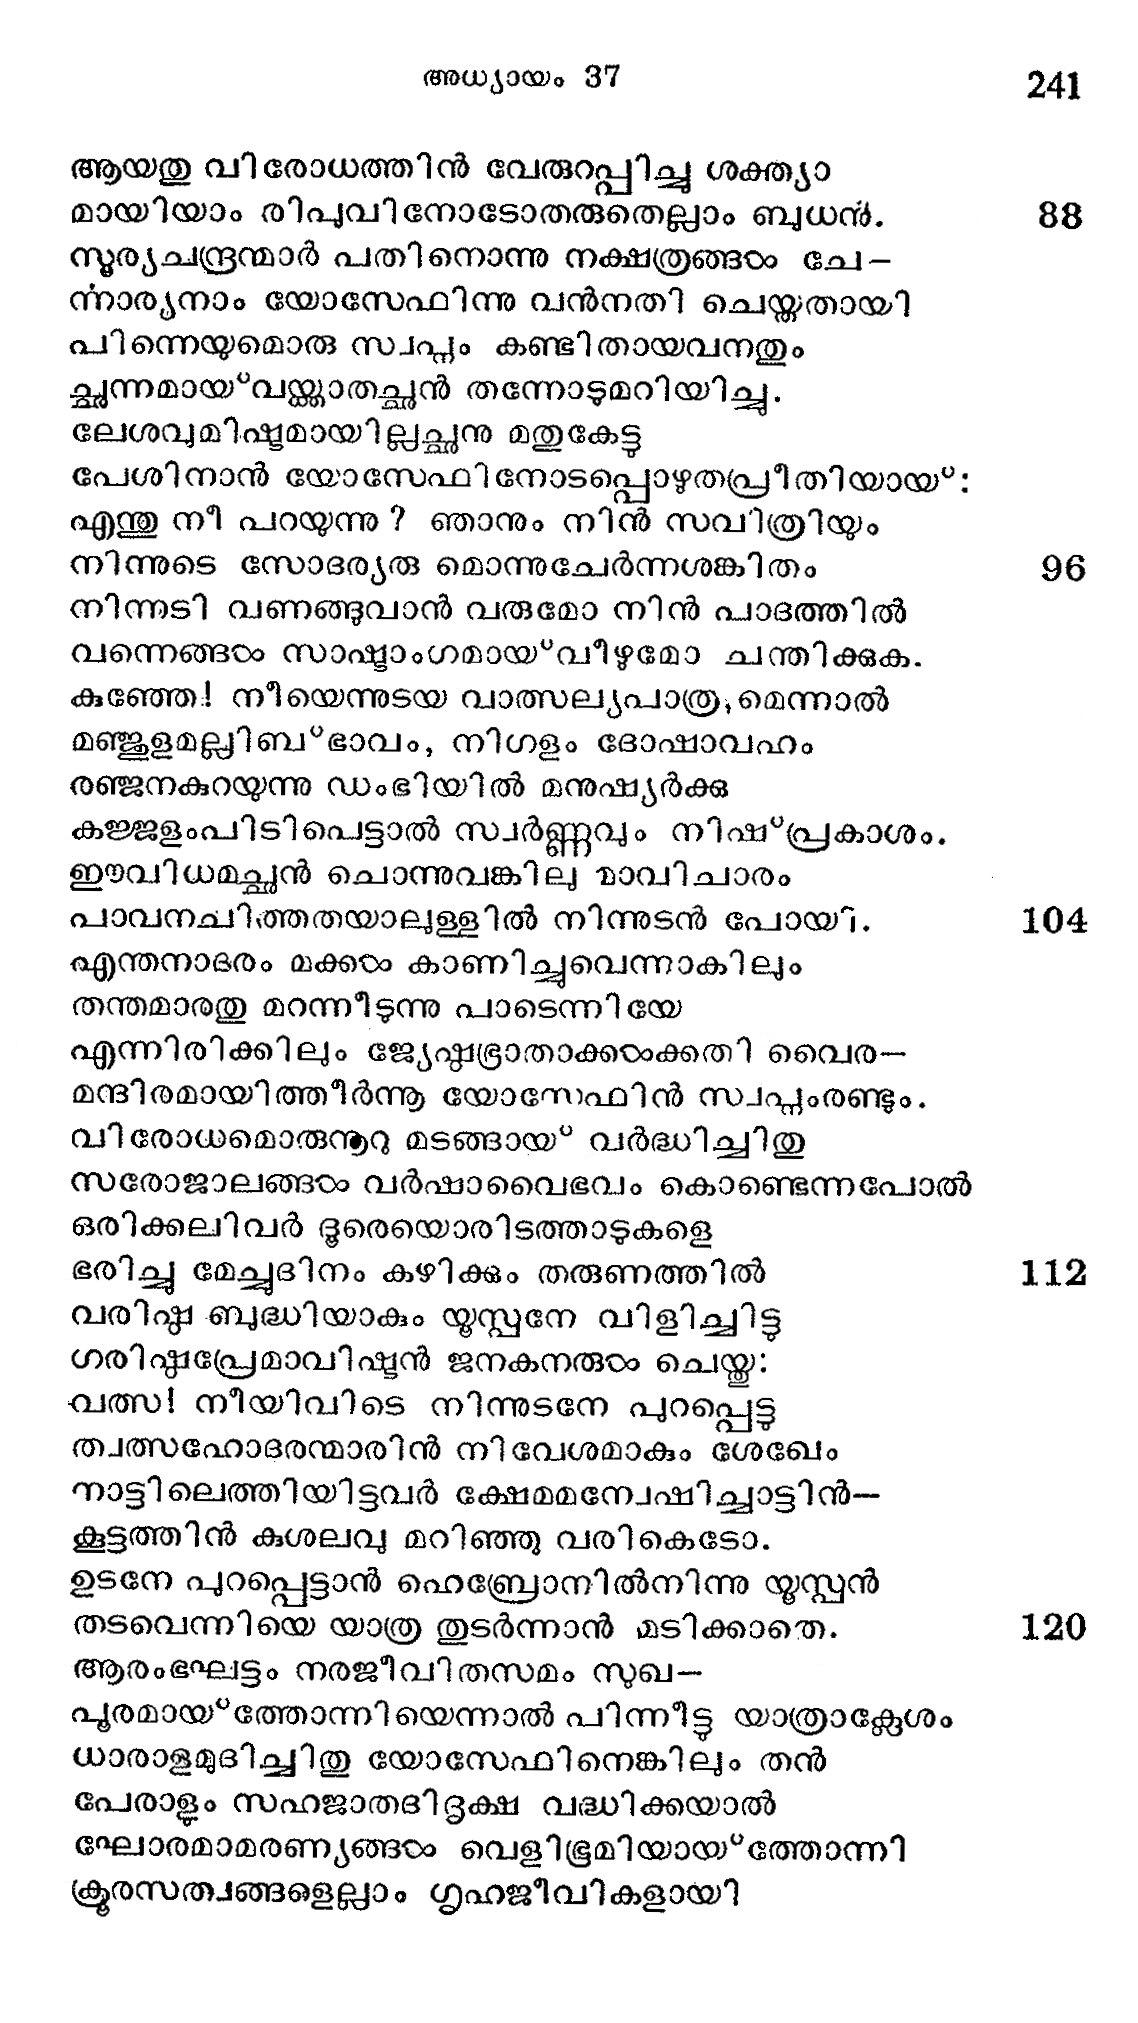 അധ്യായം 37
241
ആയതു വിരോധത്തിൻ വേരുറപ്പിച്ചു ശക്ത്യാ
മായിയാം രിപുവിനോടോതരുതെല്ലാം ബുധൻ. 88
സൂര്യചന്ദ്രന്മാർ പതിനൊന്നു നക്ഷത്രങ്ങൾ ചേ-
ർന്നാര്യനാം യോസേഫിന്നു വൻനതി ചെയ്തതായി
പിന്നെയുമൊരു സ്വപ്നം കണ്ടിതായവനതും
ച്ഛന്നമായ്‌വയ്ക്കാതച്ഛൻ തന്നോടുമറിയിച്ചു.
ലേശവുമിഷ്ടമായില്ലച്ഛനു മതുകേട്ടു
പേശിനാൻ യോസേഫിനോടപ്പൊഴുതപ്രീതിയായ്:
എന്തു നീ പറയുന്നു? ഞാനും നിൻ സവിത്രിയും
നിന്നുടെ സോദര്യരു മൊന്നുചേർന്നശങ്കിതം 96
നിന്നടി വണങ്ങുവാൻ വരുമോ നിൻ പാദത്തിൽ
വന്നെങ്ങൾ സാഷ്ടാംഗമായ്‌വീഴുമോ ചന്തിക്കുക.
കുഞ്ഞേ! നീയെന്നുടയ വാത്സല്യപാത്ര,മെന്നാൽ
മഞ്ജുളമല്ലിബ്ഭാവം, നിഗളം ദോഷാവഹം
രഞ്ജനകുറയുന്നു ഡംഭിയിൽ മനുഷ്യർക്കു
കജ്ജളംപിടിപെട്ടാൽ സ്വർണ്ണവും നിഷ്പ്രകാശം.
ഈവിധമച്ഛൻ ചൊന്നുവങ്കിലു മാവിചാരം
പാവനചിത്തതയാലുള്ളിൽ നിന്നുടൻ പോയി. 104
എന്തനാദരം മക്കൾ കാണിച്ചുവെന്നാകിലും
തന്തമാരതു മറന്നീടുന്നു പാടെന്നിയേ
എന്നിരിക്കിലും ജ്യേഷ്ഠഭ്രാതാക്കൾക്കതി വൈര-
മന്ദിരമായിത്തീർന്നൂ യോസേഫിൻ സ്വപ്നംരണ്ടും.
വിരോധമൊരുനൂറു മടങ്ങായ് വർദ്ധിച്ചിതു
സരോജാലങ്ങൾ വർഷാവൈഭവം കൊണ്ടെന്നപോൽ
ഒരിക്കലിവർ ദൂരെയൊരിടത്താടുകളെ
ഭരിച്ചു മേച്ചുദിനം കഴിക്കും തരുണത്തിൽ 112
വരിഷ്ഠ ബുദ്ധിയാകും യൂസ്സനേ വിളിച്ചിട്ടു
ഗരിഷ്ഠപ്രേമാവിഷ്ടൻ ജനകനരുൾ ചെയ്തു:
വത്സ! നീയിവിടെ നിന്നുടനേ പുറപ്പെട്ടു
ത്വത്സഹോദരന്മാരിൻ നിവേശമാകും ശേഖേം
നാട്ടിലെത്തിയിട്ടവർ ക്ഷേമമന്വേഷിച്ചാട്ടിൻ-
കൂട്ടത്തിൻ കുശലവു മറിഞ്ഞു വരികെടോ.
ഉടനേ പുറപ്പെട്ടാൻ ഹെബ്രോനിൽനിന്നു യൂസ്സൻ
തടവെന്നിയെ യാത്ര തുടർന്നാൻ മടിക്കാതെ. 120
ആരംഭഘട്ടം നരജീവിതസമം സുഖ-
പൂരമായ്ത്തോന്നിയെന്നാൽ പിന്നീട്ടു യാത്രാക്ലേശം
ധാരാളമുദിച്ചിതു യോസേഫിനെങ്കിലും തൻ
പേരാളും സഹജാതദിദൃക്ഷ വദ്ധിക്കയാൽ
ഘോരമാമരണ്യങ്ങൾ വെളിഭൂമിയായ്ത്തോന്നി
ക്രൂരസത്വങ്ങളെല്ലാം ഗൃഹജീവികളായി